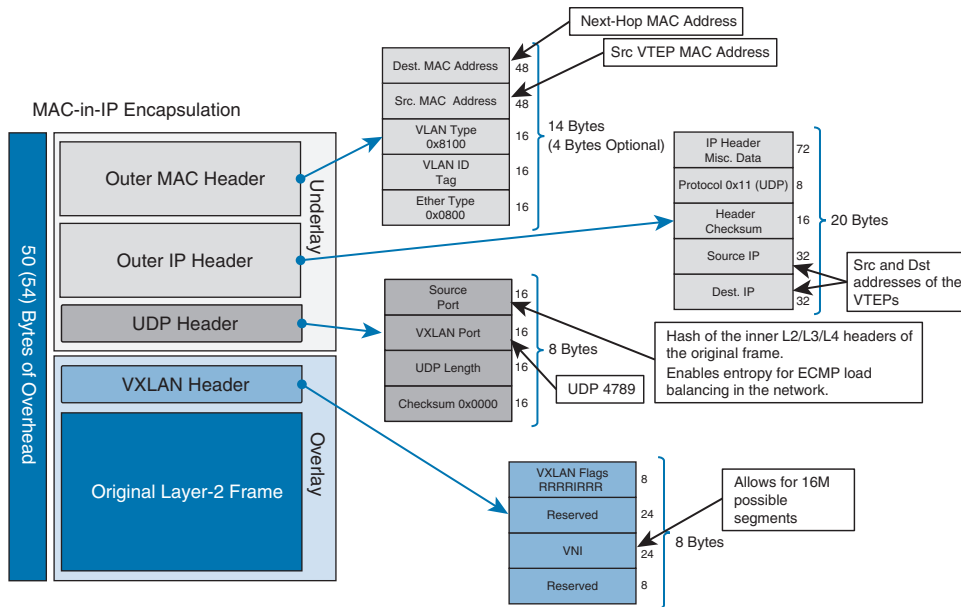 Next-Hop MAC Address
Src VTEP MAC Address
Dest. MAC Address
48
Src. MAC Address
48
VLAN Type
0x8100
16
VLAN ID
Tag
16
Ether Type
0x0800
16
14 Bytes
(4 Bytes Optional)
MAC-in-IP Encapsulation
50 (54) Bytes of Overhead
Outer MAC Header
Outer IP Header
UDP Header
Underlay
VXLAN Header
Original Layer-2 Frame
Overlay
IP Header
Misc. Data
72
Protocol 0x11 (UDP)
8
Header
Checksum
16
Source IP
32
Dest. IP
32
20 Bytes
Src and Dst
addresses of the
VTEPs
Source
Port
16
VXLAN Port
16
UDP Length
16
Checksum 0x0000
16
8 Bytes
UDP 4789
Hash of the inner L2/L3/L4 headers of
the original frame.
Enables entropy for ECMP load
balancing in the network.
VXLAN Flags
RRRRIRRR
8
Reserved
24
VNI
24
Reserved
8
8 Bytes
Allows for 16M
possible
segments